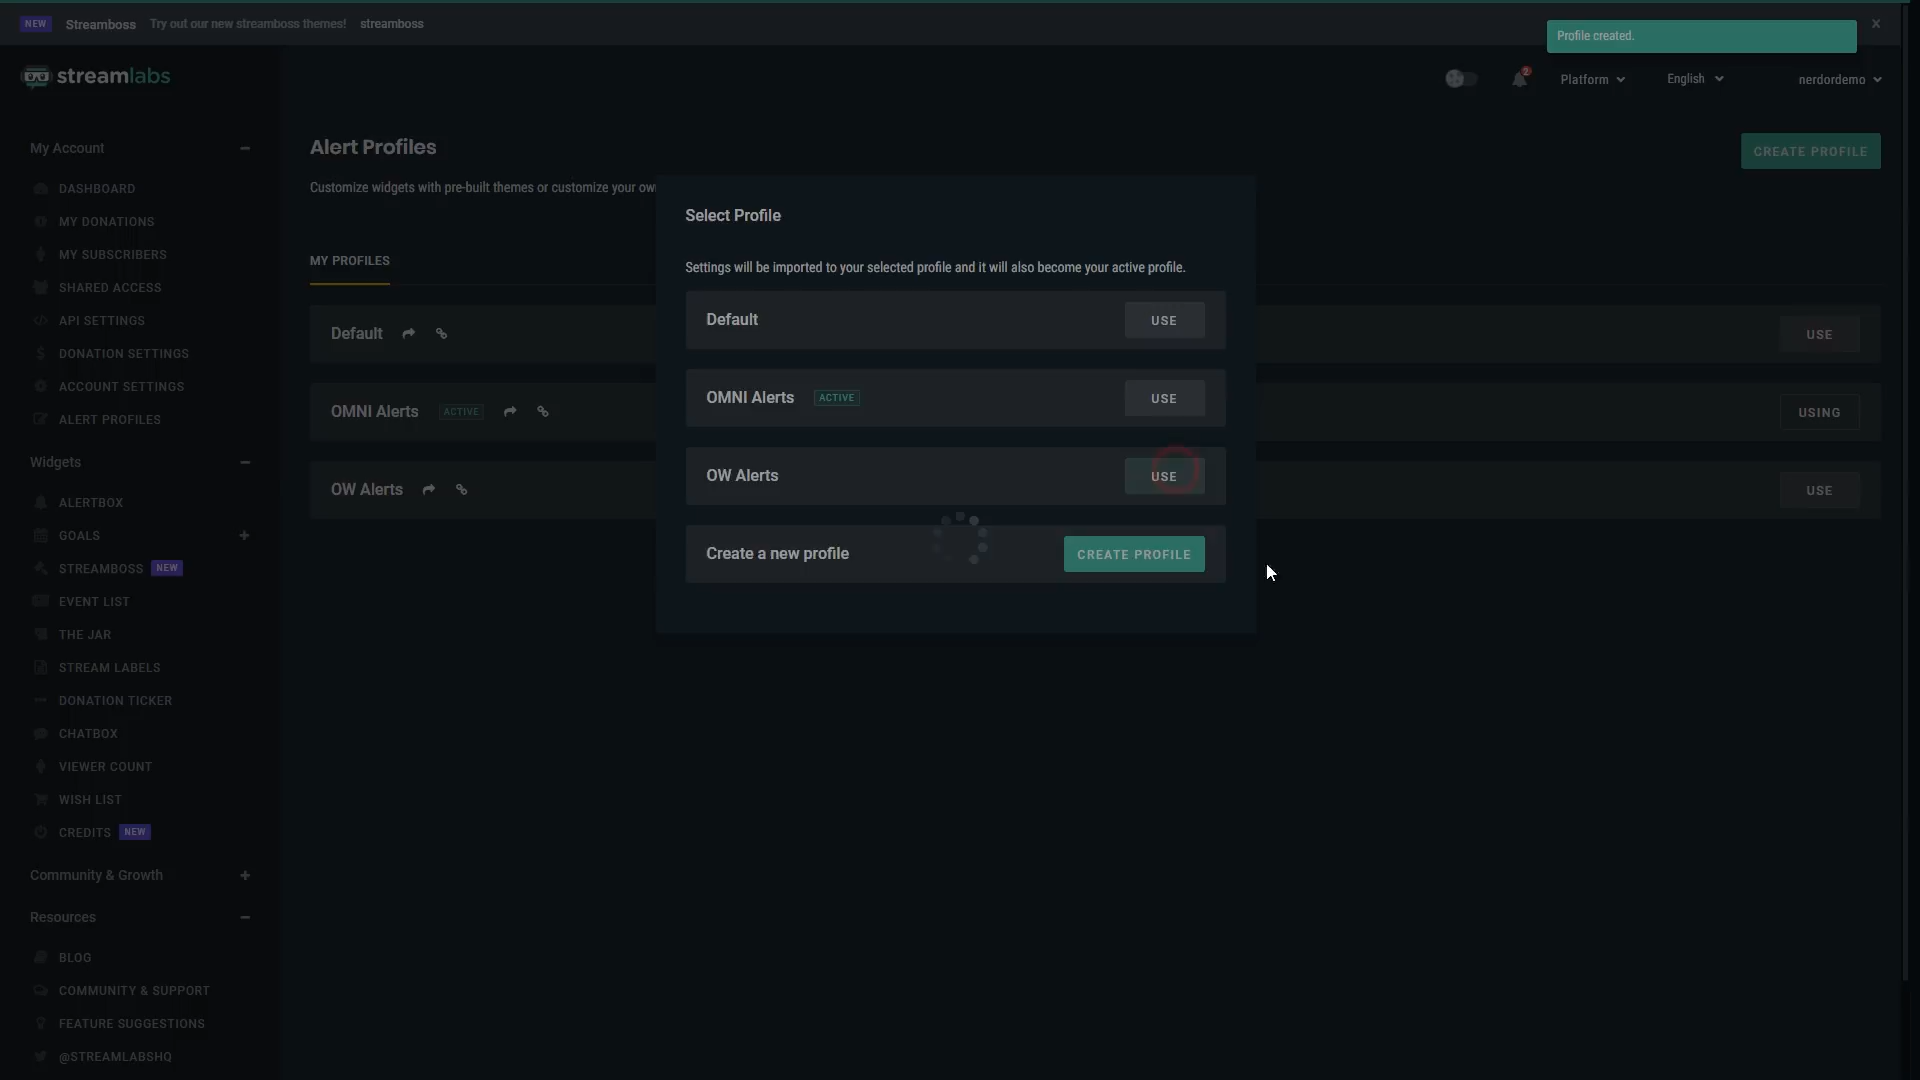 NEW Streamboss Try out our new streamboss themes! streamboss x
Profile created.
streamlabs
2 Platform English nerdordemo
My Account
DASHBOARD
MY DONATIONS
MY SUBSCRIBERS
SHARED ACCESS
API SETTINGS
DONATION SETTINGS
ACCOUNT SETTINGS
ALERT PROFILES
Widgets
ALERTBOX
GOALS
STREAMBOSS NEW
EVENT LIST
THE JAR
STREAM LABELS
DONATION TICKER
CHATBOX
VIEWER COUNT
WISH LIST
CREDITS NEW
Community & Growth
Resources
BLOG
COMMUNITY & SUPPORT
FEATURE SUGGESTIONS
@STREAMLABSHQ
Alert Profiles
CREATE PROFILE
Customize widgets with pre-built themes or customize your
MY PROFILES
Default USE
OMNI Alerts ACTIVE USING
OW Alerts USE
Select Profile
Settings will be imported to your selected profile and it will also become your active profile.
Default USE
OMNI Alerts ACTIVE USE
OW Alerts USE
Create a new profile CREATE PROFILE